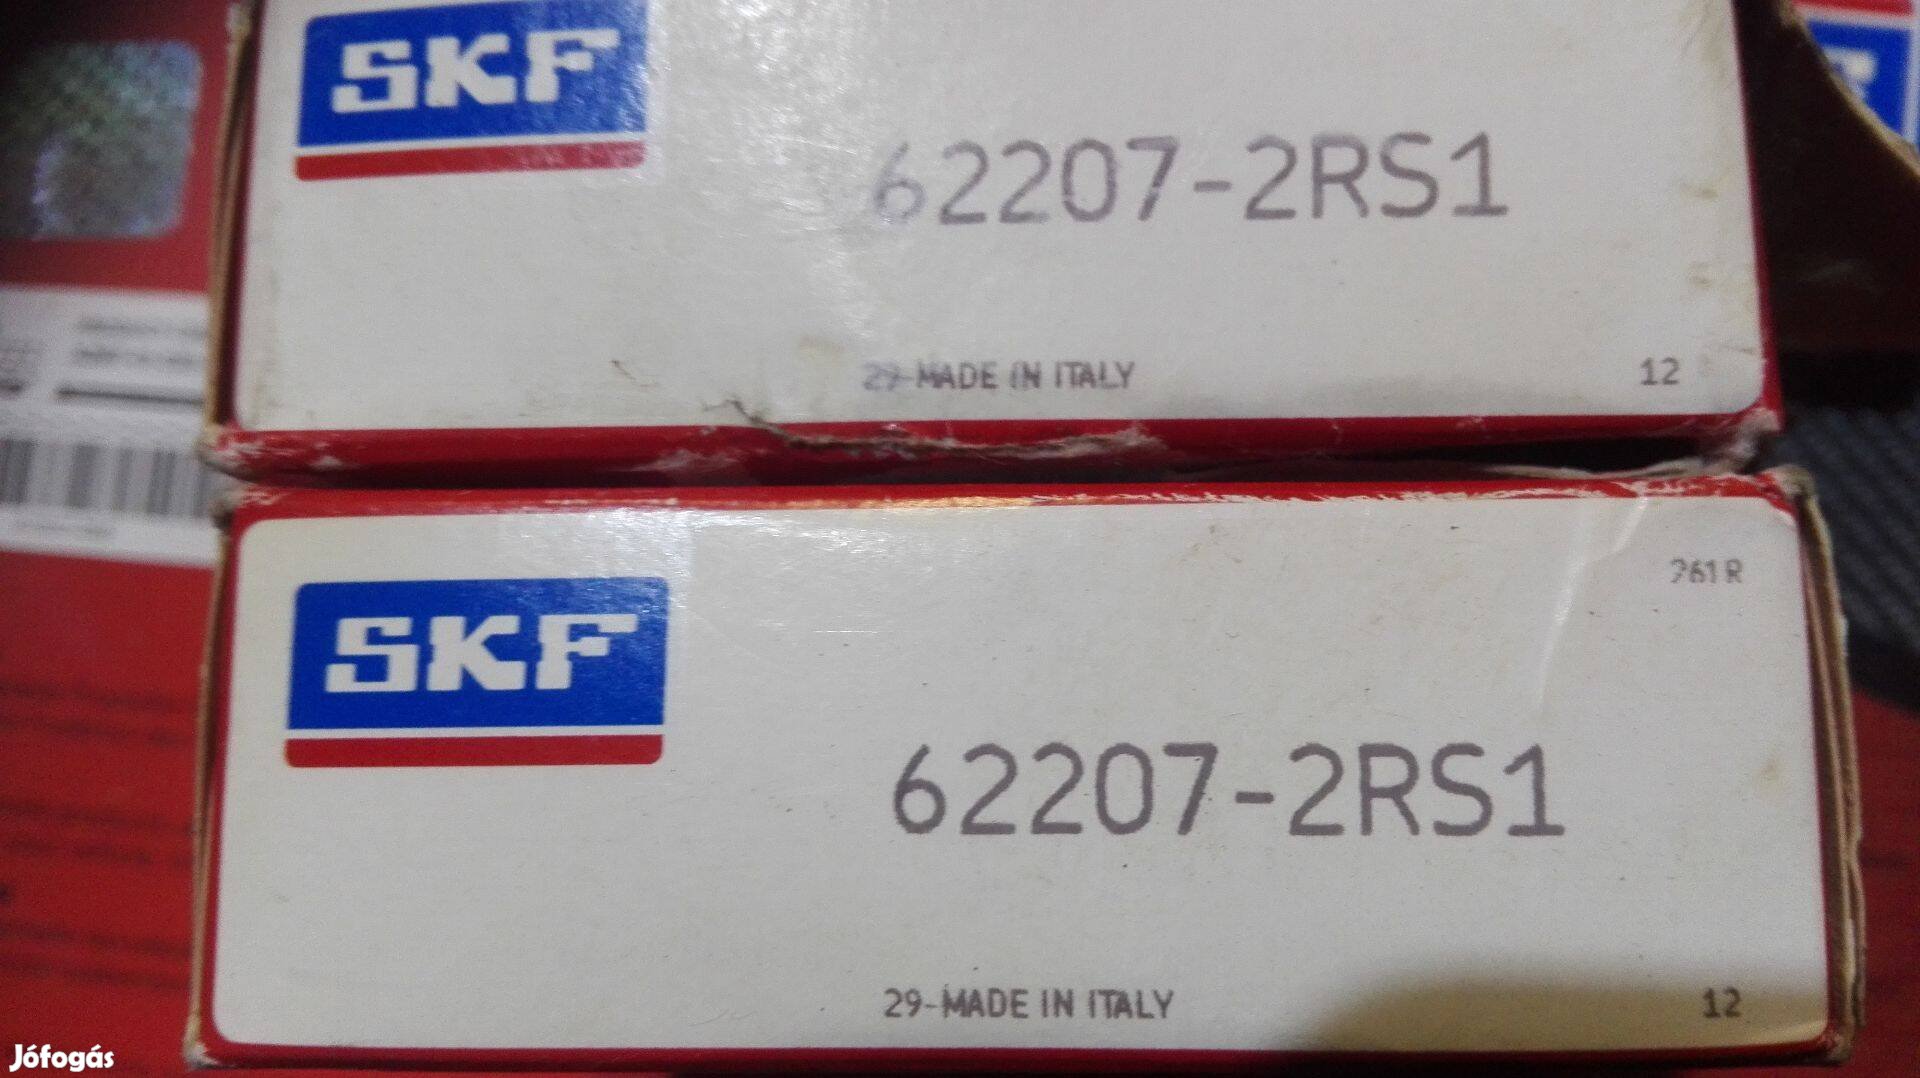 SKF
62207-2RS1
29-MADE IN ITALY
12
261R
SKF
62207-2RS1
29-MADE IN ITALY
12
Jófogás